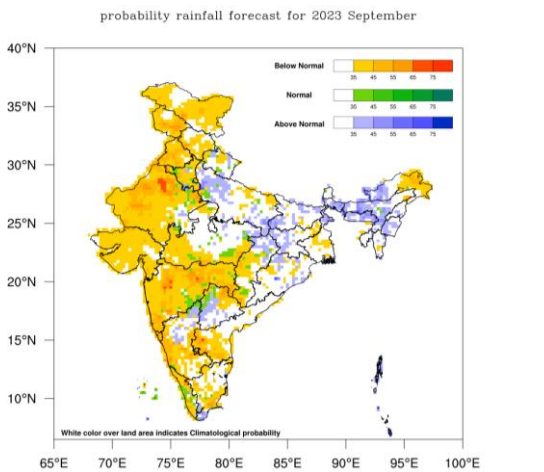 probability rainfall forecast for 2023 September
40°N
35°N
30°N
25°N
20°N
15°N
10°N
Below Normal
35 45 55 65 75
Normal
35 45 55 65 75
Above Normal
35 45 55 65 75
White color over land area indicates Climatological probability
65°E 70°E 75°E 80°E 85°E 90°E 95°E 100°E